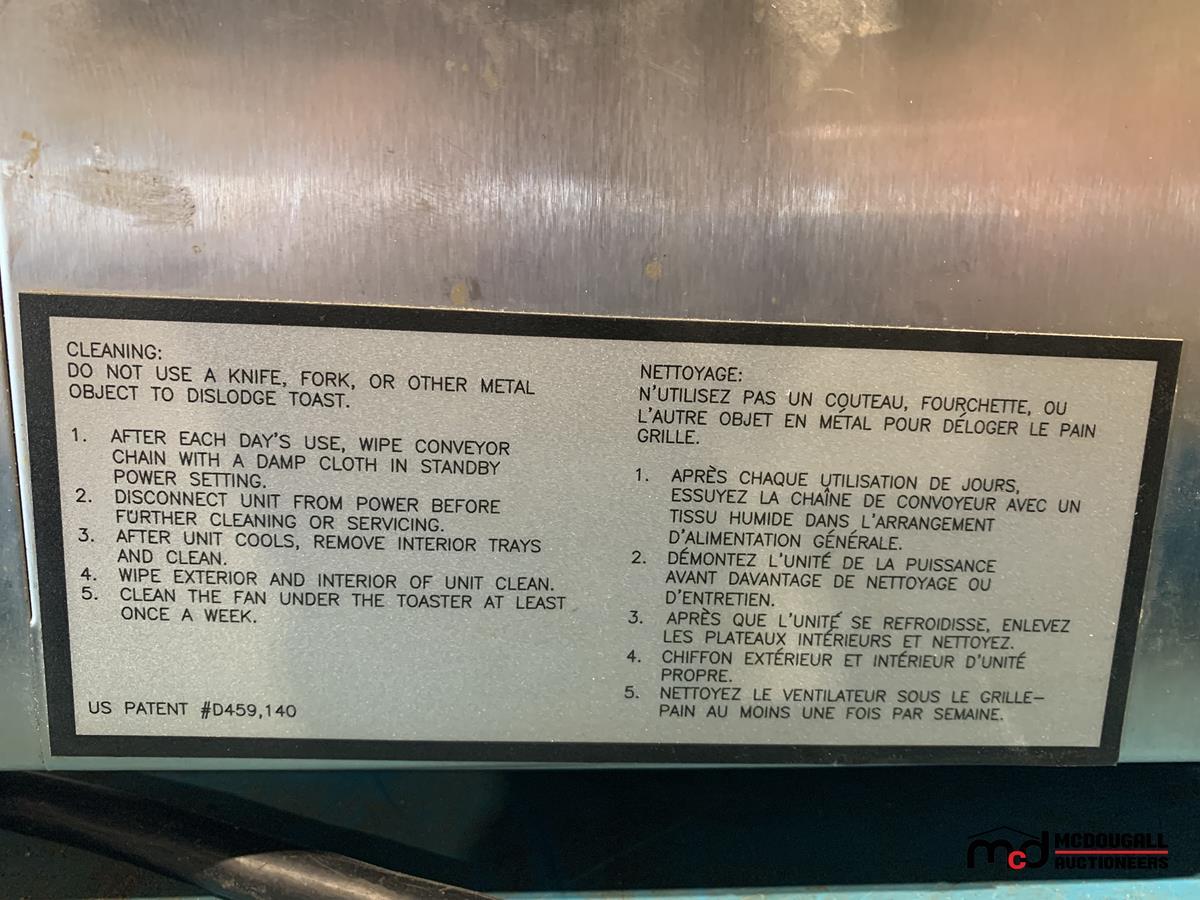 CLEANING:
DO NOT USE A KNIFE, FORK, OR OTHER METAL
OBJECT TO DISLODGE TOAST.
1. AFTER EACH DAY'S USE, WIPE CONVEYOR
CHAIN WITH A DAMP CLOTH IN STANDBY
POWER SETTING.
2. DISCONNECT UNIT FROM POWER BEFORE
FURTHER CLEANING OR SERVICING.
3. AFTER UNIT COOLS, REMOVE INTERIOR TRAYS
AND CLEAN.
4. WIPE EXTERIOR AND INTERIOR OF UNIT CLEAN.
5. CLEAN THE FAN UNDER THE TOASTER AT LEAST
ONCE A WEEK.
US PATENT #D459,140
NETTOYAGE:
N'UTILISEZ PAS UN COUTEAU, FOURCHETTE, OU
L'AUTRE OBJET EN MÉTAL POUR DÉLOGER LE PAIN
GRILLE.
1. APRÈS CHAQUE UTILISATION DE JOURS,
ESSUYEZ LA CHAÎNE DE CONVOYEUR AVEC UN
TISSU HUMIDE DANS L'ARRANGEMENT
D'ALIMENTATION GÉNÉRALE.
2. DÉMONTEZ L'UNITÉ DE LA PUISSANCE
AVANT DAVANTAGE DE NETTOYAGE OU
D'ENTRETIEN.
3. APRÈS QUE L'UNITÉ SE REFROIDISSE, ENLEVEZ
LES PLATEAUX INTÉRIEURS ET NETTOYEZ.
4. CHIFFON EXTÉRIEUR ET INTÉRIEUR D'UNITÉ
PROPRE.
5. NETTOYEZ LE VENTILATEUR SOUS LE GRILLE-
PAIN AU MOINS UNE FOIS PAR SEMAINE.
mcd MCDOUGALL
AUCTIONEERS